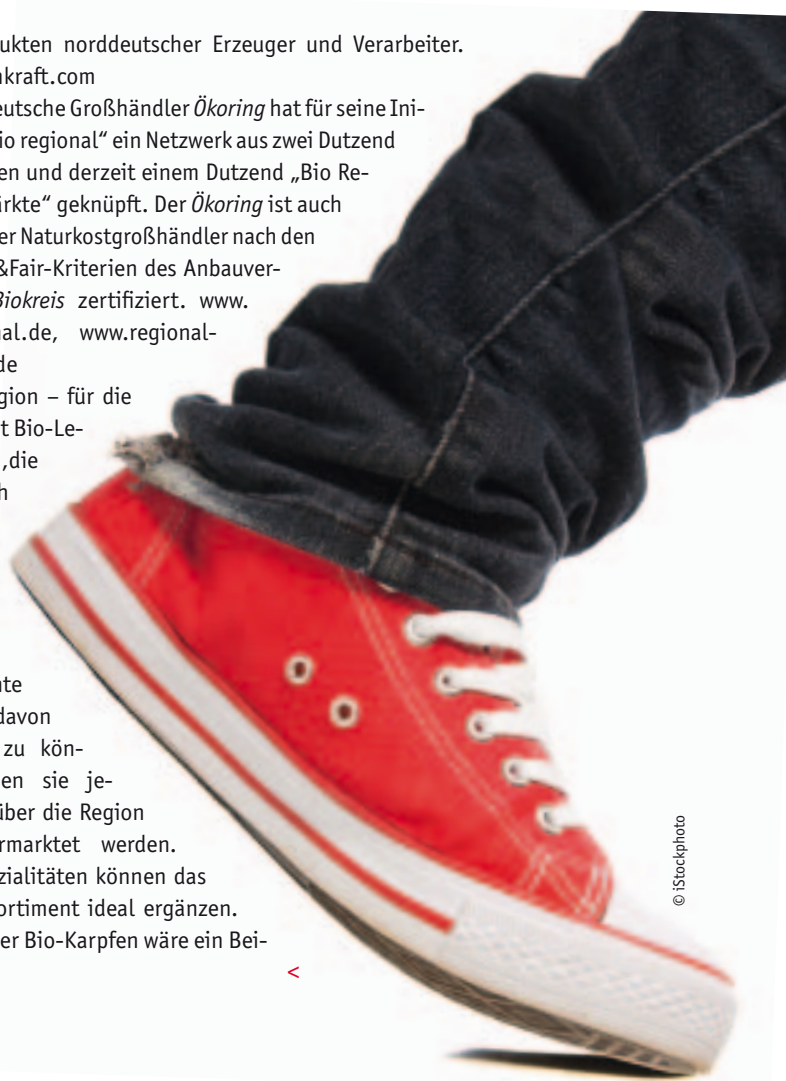 ukten norddeutscher Erzeuger und Verarbeiter.
kraft.com
eutsche Großhändler Ökoring hat für seine Ini-
io regional“ ein Netzwerk aus zwei Dutzend
en und derzeit einem Dutzend „Bio Re-
rkte“ geknüpft. Der Ökoring ist auch
er Naturkostgroßhändler nach den
&Fair-Kriterien des Anbauver-
Biokreis zertifiziert. www.
al.de, www.regional-
de
gion – für die
t Bio-Le-
‚die
h
te
davon
zu kön-
en sie je-
über die Region
rmarktet werden.
zialitäten können das
ortiment ideal ergänzen.
er Bio-Karpfen wäre ein Bei-
<
© iStockphoto